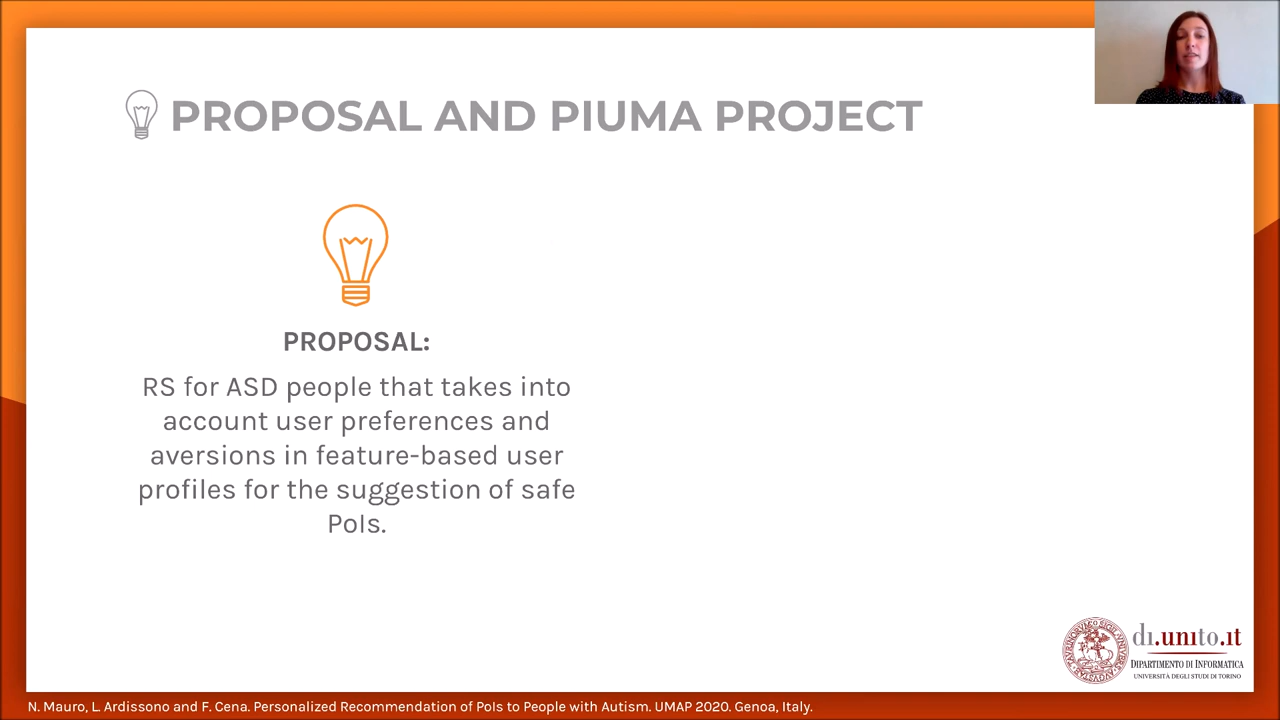 PROPOSAL AND PIUMA PROJECT
PROPOSAL:
RS for ASD people that takes into
account user preferences and
aversions in feature-based user
profiles for the suggestion of safe
PoIs.
di.unito.it
DIPARTIMENTO DI INFORMATICA
UNIVERSITÀ DEGLI STUDI DI TORINO
N. Mauro, L. Ardissono and F. Cena. Personalized Recommendation of PoIs to People with Autism. UMAP 2020. Genoa, Italy.